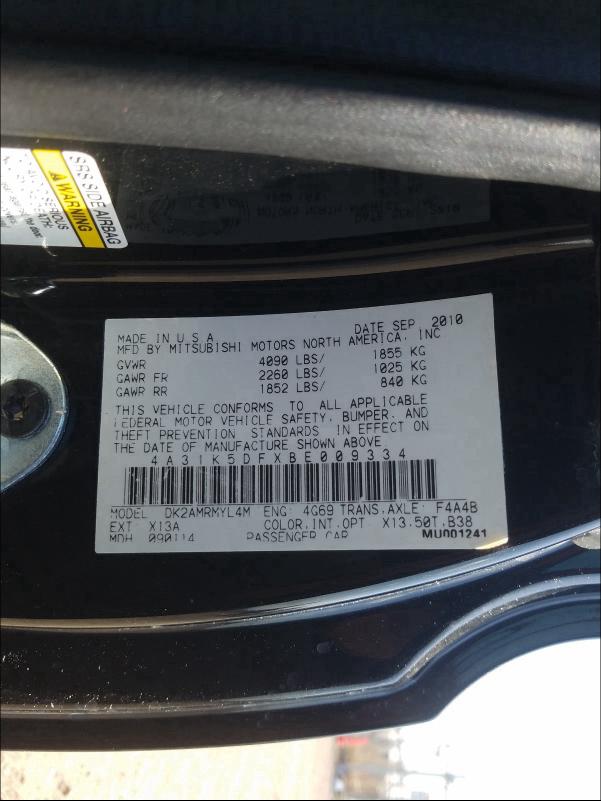 SRS SIDE AIRBAG
WARNING
DATE SEP 2010
MADE IN U S A
MFD BY MITSUBISHI MOTORS NORTH AMERICA, INC
GVWR 4090 LBS/ 1855 KG
GAWR FR 2260 LBS/ 1025 KG
GAWR RR 1852 LBS/ 840 KG
THIS VEHICLE CONFORMS TO ALL APPLICABLE
FEDERAL MOTOR VEHICLE SAFETY, BUMPER, AND
THEFT PREVENTION STANDARDS IN EFFECT ON
THE DATE OF MANUFACTURE SHOWN ABOVE
4A31K5DFXBE009334
MODEL DK2AMRMYL4M ENG: 4G69 TRANS.AXLE: F4A4B
EXT X13A COLOR,INT,OPT X13.50T,B38
MDH 090114 PASSENGER CAR MU001241